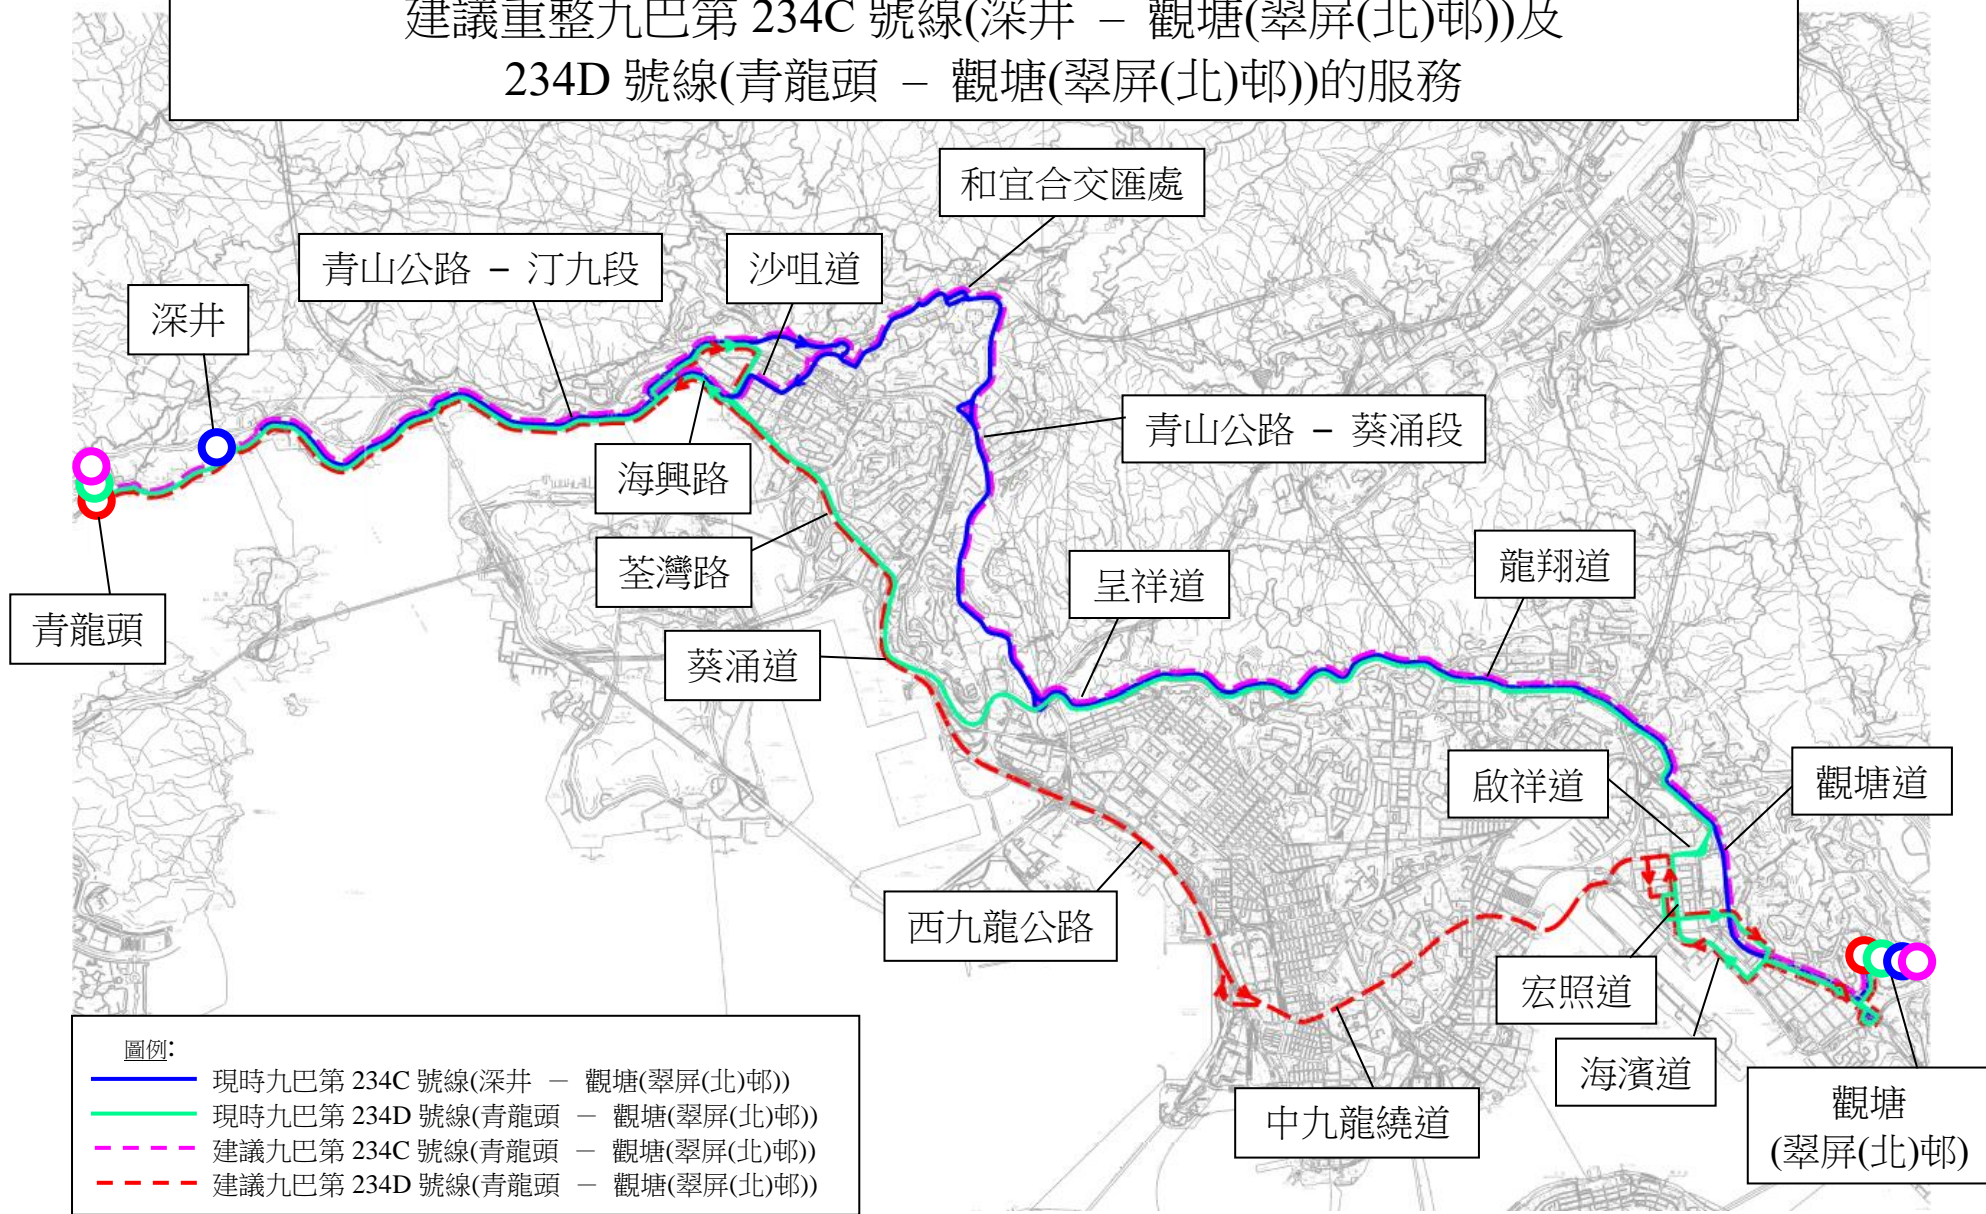 建議重整九巴第 234C 號線(深井 – 觀塘(翠屏(北)邨))及
234D 號線(青龍頭 – 觀塘(翠屏(北)邨))的服務
和宜合交匯處
青山公路 – 汀九段
沙咀道
深井
青山公路 – 葵涌段
海興路
荃灣路
呈祥道
龍翔道
青龍頭
葵涌道
啟祥道
觀塘道
西九龍公路
宏照道
海濱道
中九龍繞道
觀塘
(翠屏(北)邨)
圖例:
現時九巴第 234C 號線(深井 – 觀塘(翠屏(北)邨))
現時九巴第 234D 號線(青龍頭 – 觀塘(翠屏(北)邨))
建議九巴第 234C 號線(青龍頭 – 觀塘(翠屏(北)邨))
建議九巴第 234D 號線(青龍頭 – 觀塘(翠屏(北)邨))